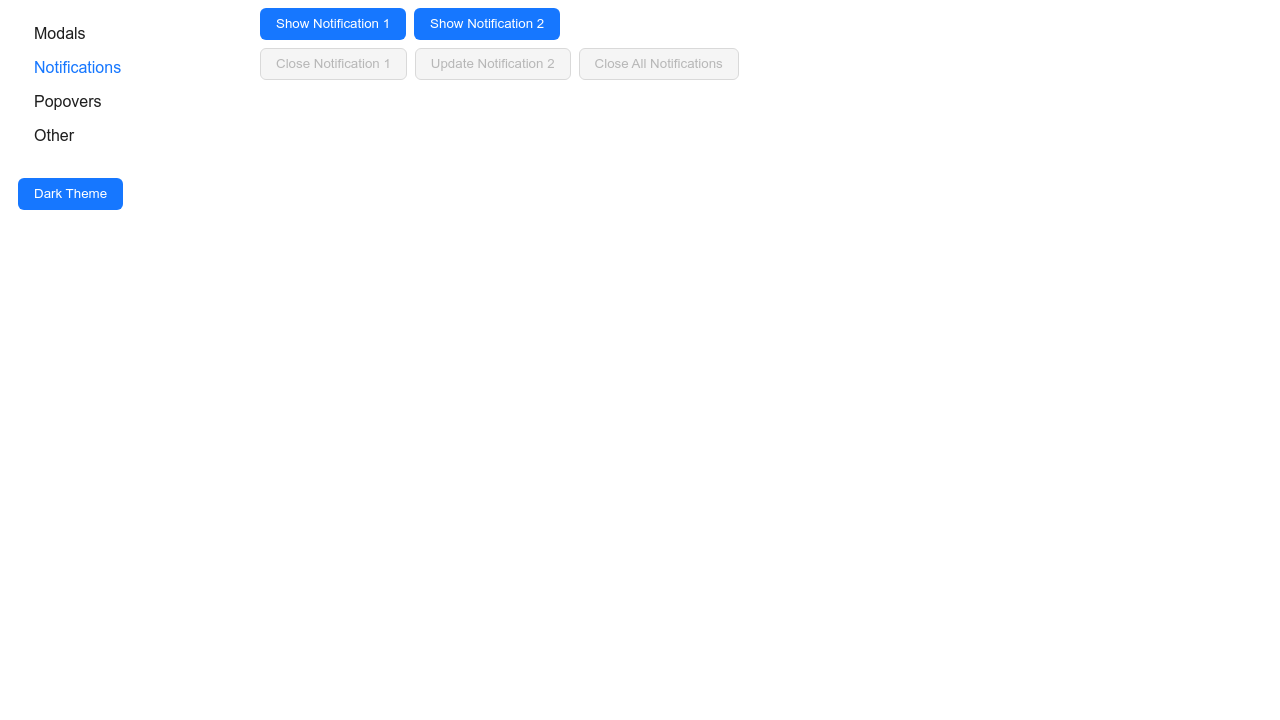 Modals
Notifications
Popovers
Other
Dark Theme
Show Notification 1
Show Notification 2
Close Notification 1
Update Notification 2
Close All Notifications